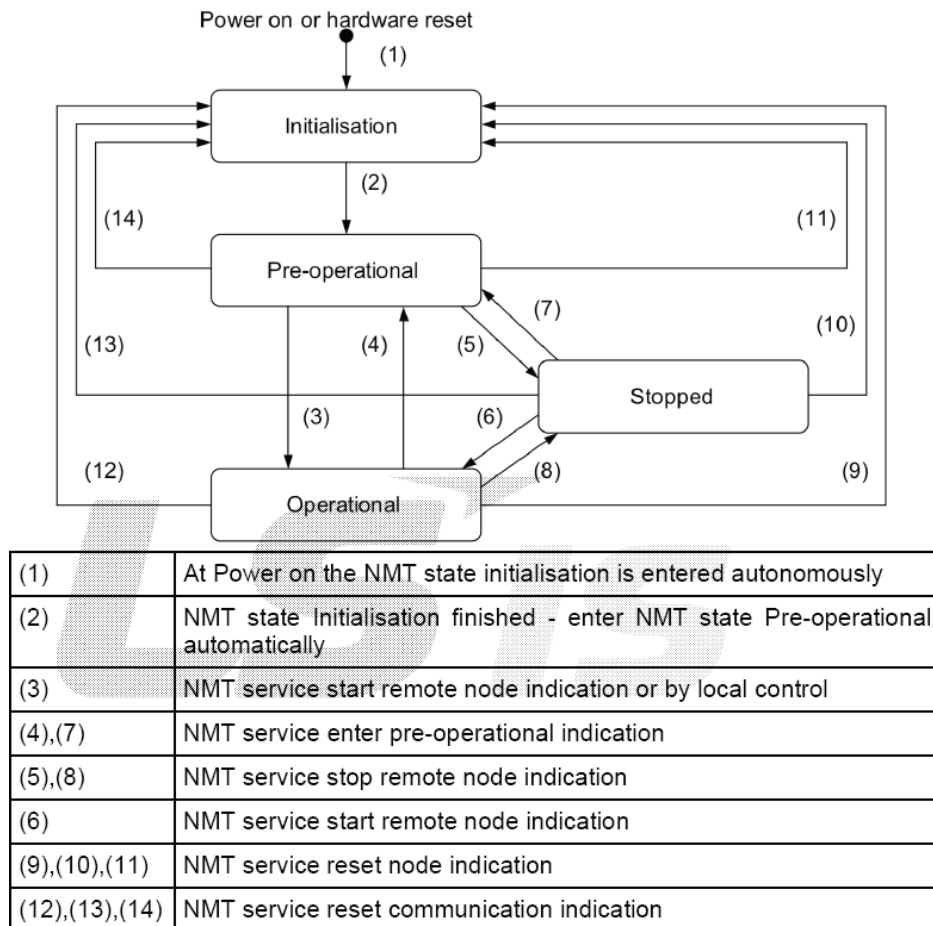 Power on or hardware reset
(1)
Initialisation
(2)
(14)
(11)
Pre-operational
(7)
(13)
(4)
(5)
(10)
Stopped
(3)
(6)
(12)
(8)
(9)
Operational
LSIS
(1) At Power on the NMT state initialisation is entered autonomously
(2) NMT state Initialisation finished - enter NMT state Pre-operational
automatically
(3) NMT service start remote node indication or by local control
(4),(7) NMT service enter pre-operational indication
(5),(8) NMT service stop remote node indication
(6) NMT service start remote node indication
(9),(10),(11) NMT service reset node indication
(12),(13),(14) NMT service reset communication indication